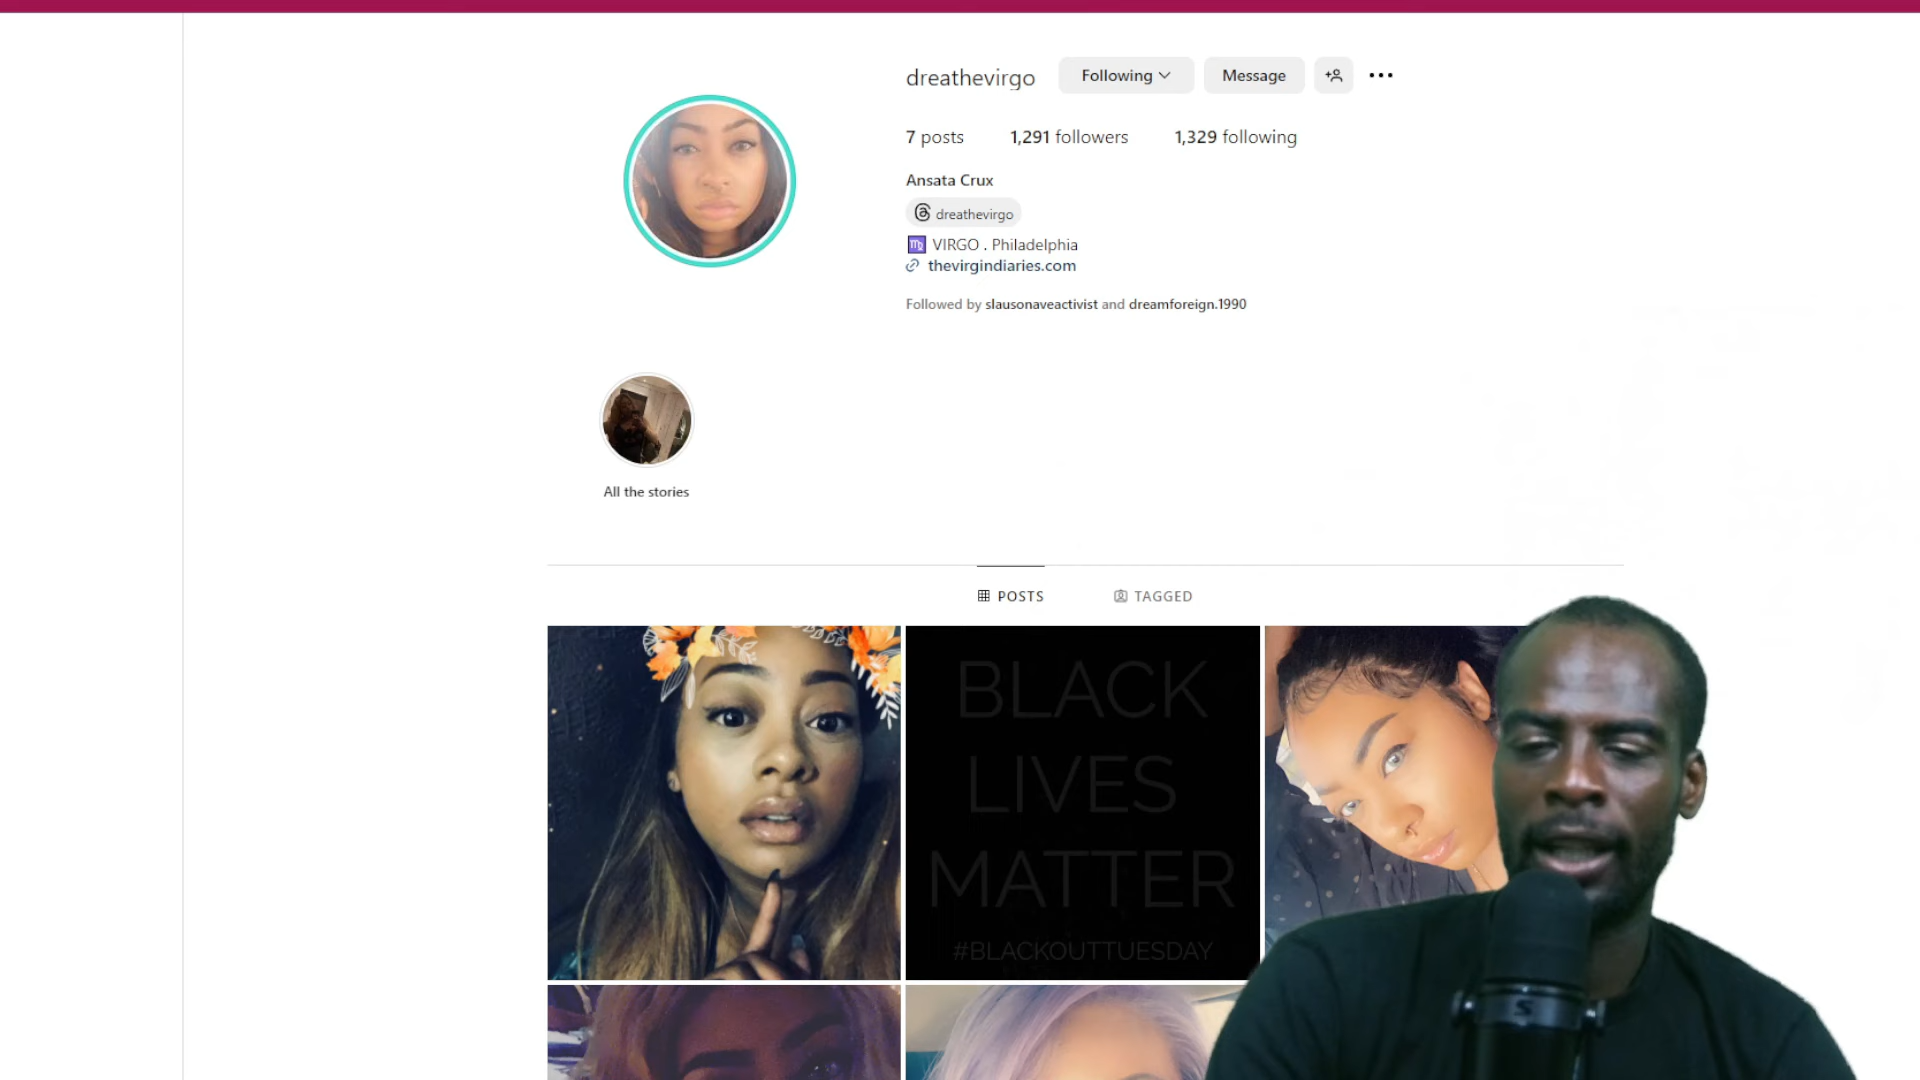 dreathevirgo Following Message
7 posts 1,291 followers 1,329 following
Ansata Crux
dreathevirgo
♍ VIRGO . Philadelphia
thevirgindiaries.com
Followed by slausonaveactivist and dreamforeign.1990
All the stories
POSTS TAGGED
BLACK
LIVES
MATTER
#BLACKOUTTUESDAY